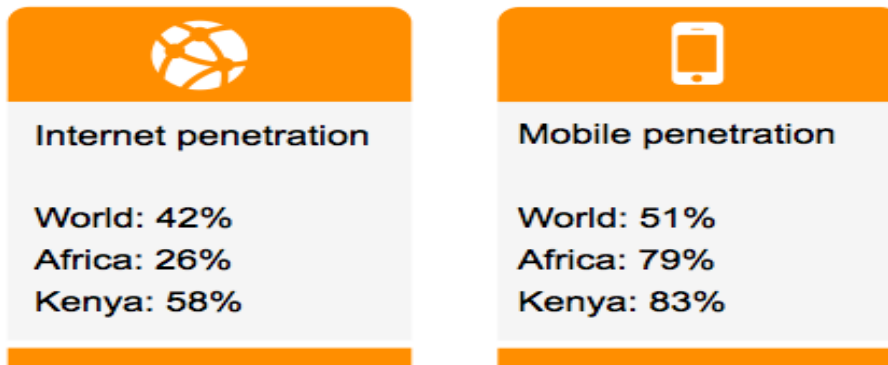 Internet penetration
World: 42%
Africa: 26%
Kenya: 58%
Mobile penetration
World: 51%
Africa: 79%
Kenya: 83%